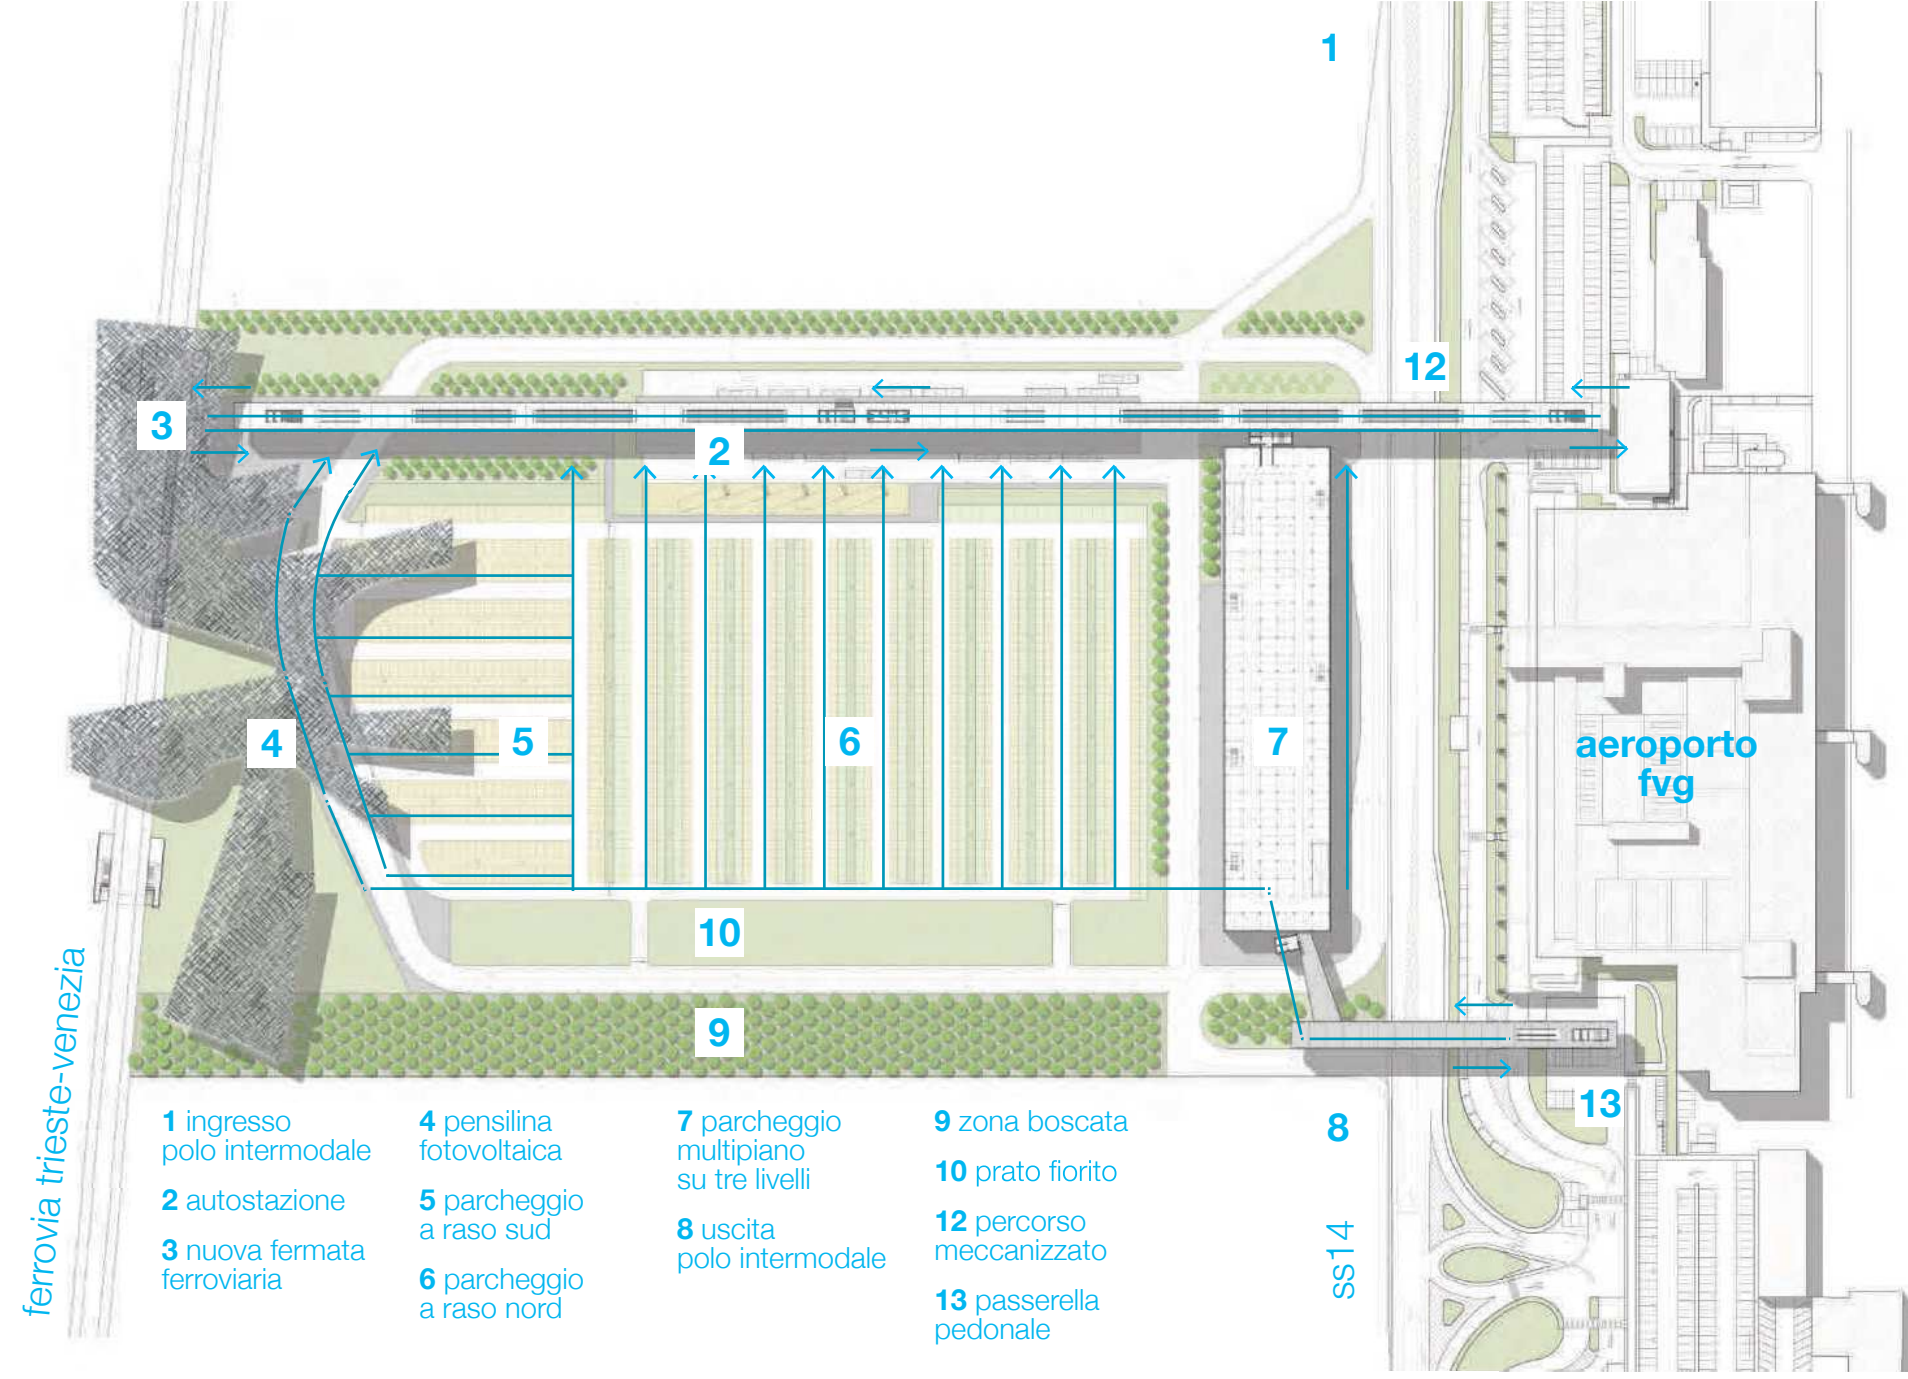 1
12
3
2
4
5
6
7
aeroporto
fvg
10
9
13
8
ss14
ferrovia trieste-venezia
1 ingresso
polo intermodale
2 autostazione
3 nuova fermata
ferroviaria
4 pensilina
fotovoltaica
5 parcheggio
a raso sud
6 parcheggio
a raso nord
7 parcheggio
multipiano
su tre livelli
8 uscita
polo intermodale
9 zona boscata
10 prato fiorito
12 percorso
meccanizzato
13 passerella
pedonale